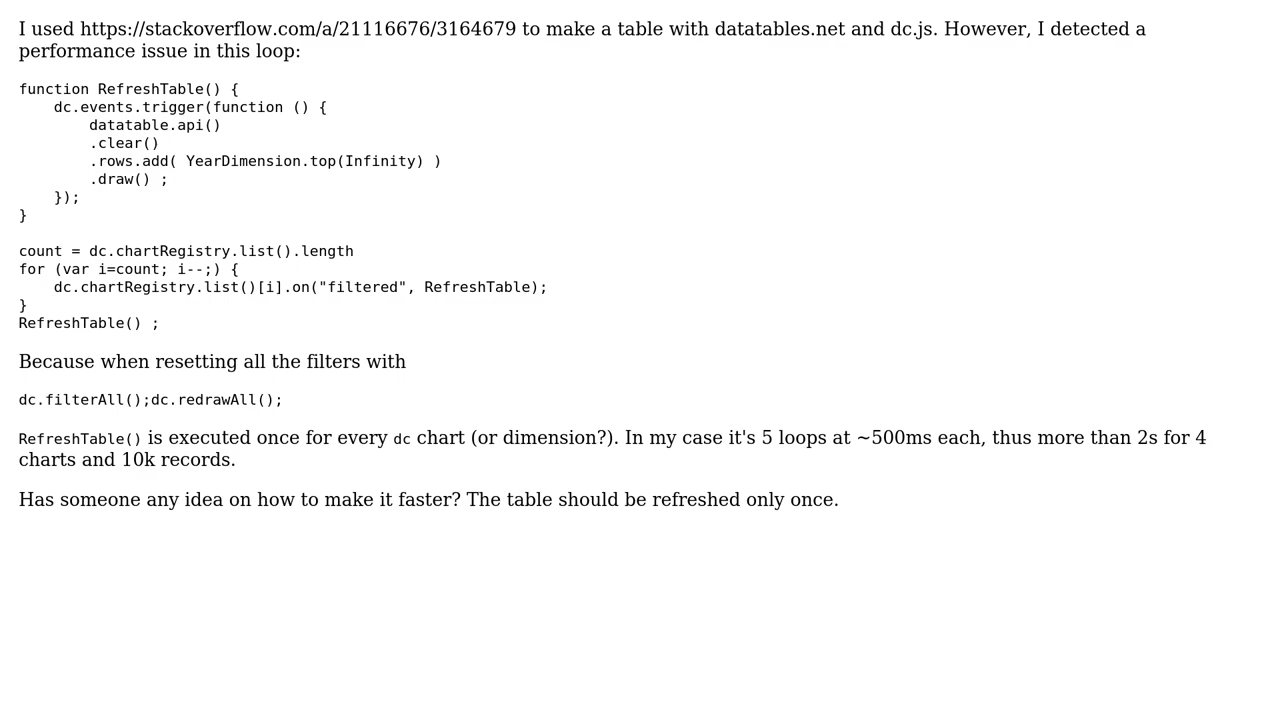 I used https://stackoverflow.com/a/21116676/3164679 to make a table with datatables.net and dc.js. However, I detected a
performance issue in this loop:
function RefreshTable() {
    dc.events.trigger(function () {
        datatable.api()
        .clear()
        .rows.add( YearDimension.top(Infinity) )
        .draw() ;
    });
}
count = dc.chartRegistry.list().length
for (var i=count; i--;) {
    dc.chartRegistry.list()[i].on("filtered", RefreshTable);
}
RefreshTable() ;
Because when resetting all the filters with
dc.filterAll();dc.redrawAll();
RefreshTable() is executed once for every dc chart (or dimension?). In my case it's 5 loops at ~500ms each, thus more than 2s for 4
charts and 10k records.
Has someone any idea on how to make it faster? The table should be refreshed only once.